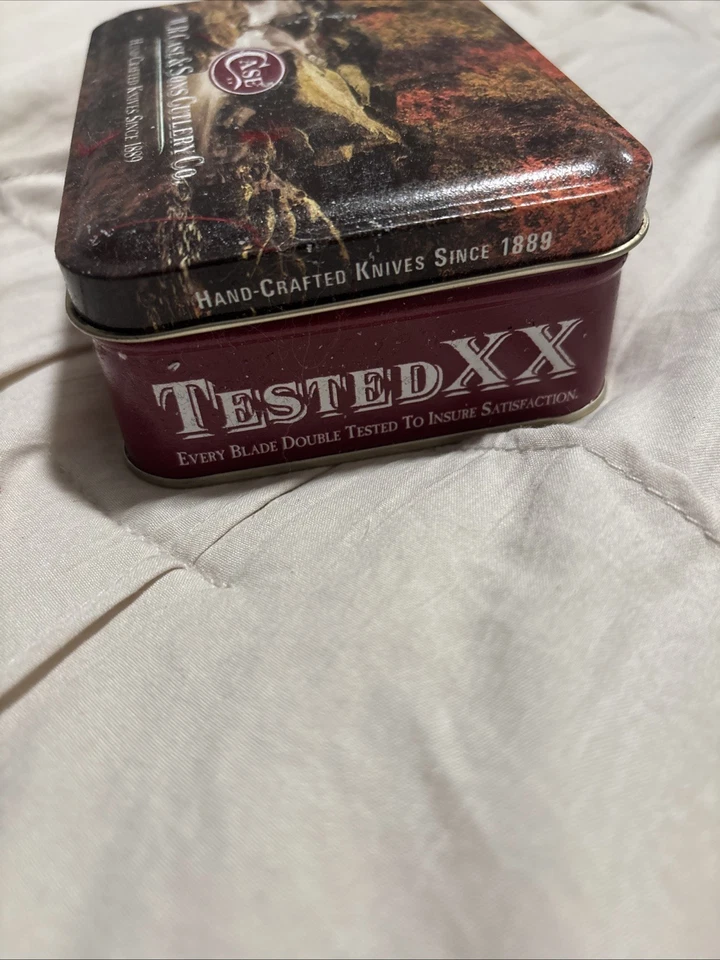 CASE
W.R. CASE & SONS CUTLERY CO.
HAND-CRAFTED KNIVES SINCE 1889
HAND-CRAFTED KNIVES SINCE 1889
TESTED XX
EVERY BLADE DOUBLE TESTED TO INSURE SATISFACTION.